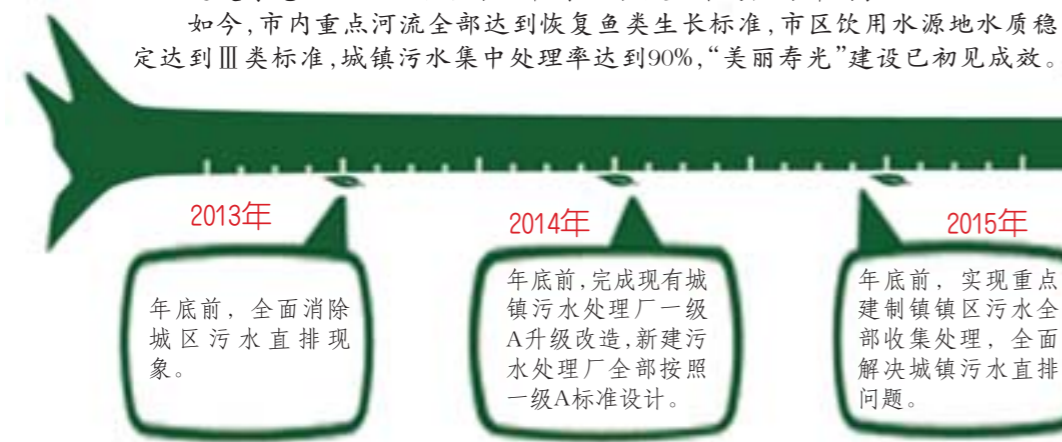 如今,市内重点河流全部达到恢复鱼类生长标准,市区饮用水源地水质稳
定达到Ⅲ类标准,城镇污水集中处理率达到90%,“美丽寿光”建设已初见成效。
2013年
年底前，全面消除
城区污水直排现
象。
2014年
年底前,完成现有城
镇污水处理厂一级
A升级改造,新建污
水处理厂全部按照
一级A标准设计。
2015年
年底前，实现重点
建制镇镇区污水全
部收集处理，全面
解决城镇污水直排
问题。